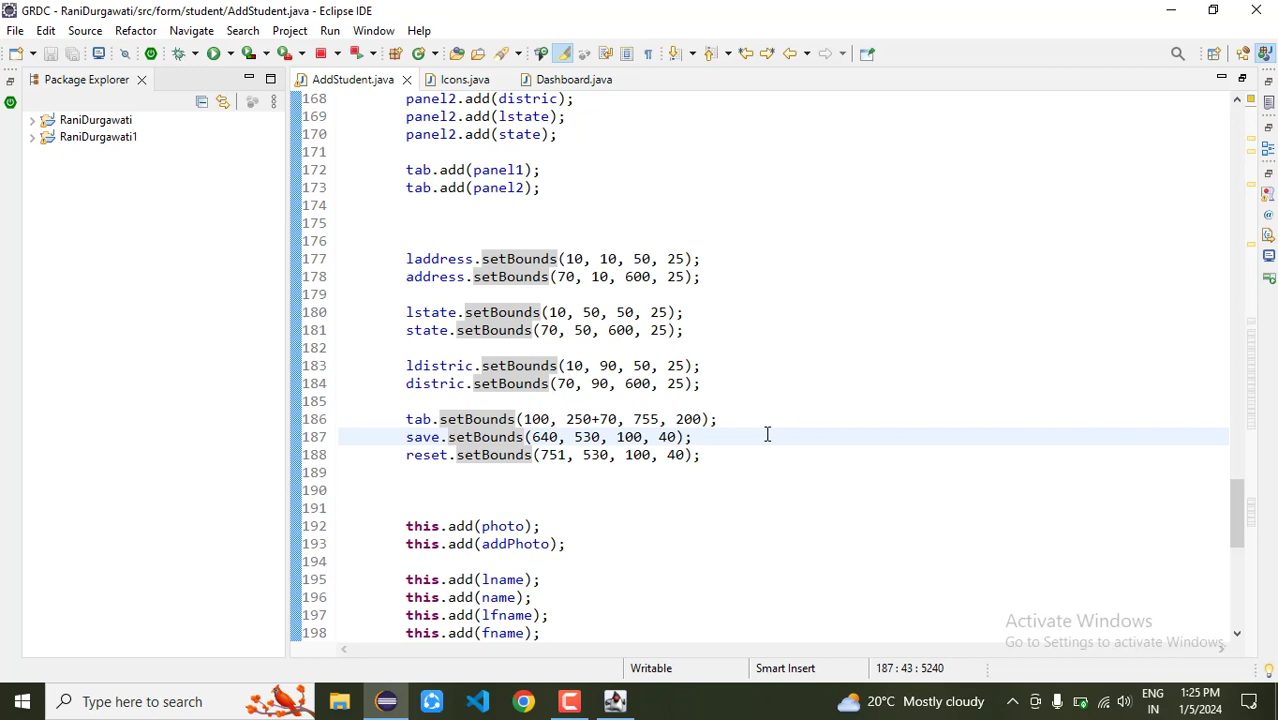 GRDC - RaniDurgawati/src/form/student/AddStudent.java - Eclipse IDE
File Edit Source Refactor Navigate Search Project Run Window Help
Package Explorer
AddStudent.java Icons.java Dashboard.java
RaniDurgawati
RaniDurgawati1
168 panel2.add(distric);
169 panel2.add(lstate);
170 panel2.add(state);
171
172 tab.add(panel1);
173 tab.add(panel2);
174
175
176
177 laddress.setBounds(10, 10, 50, 25);
178 address.setBounds(70, 10, 600, 25);
179
180 lstate.setBounds(10, 50, 50, 25);
181 state.setBounds(70, 50, 600, 25);
182
183 ldistric.setBounds(10, 90, 50, 25);
184 distric.setBounds(70, 90, 600, 25);
185
186 tab.setBounds(100, 250+70, 755, 200);
187 save.setBounds(640, 530, 100, 40);
188 reset.setBounds(751, 530, 100, 40);
189
190
191
192 this.add(photo);
193 this.add(addPhoto);
194
195 this.add(lname);
196 this.add(name);
197 this.add(lfname);
198 this.add(fname);
Activate Windows
Go to Settings to activate Windows.
Writable Smart Insert 187 : 43 : 5240
Type here to search
20°C Mostly cloudy
ENG
IN
1:25 PM
1/5/2024